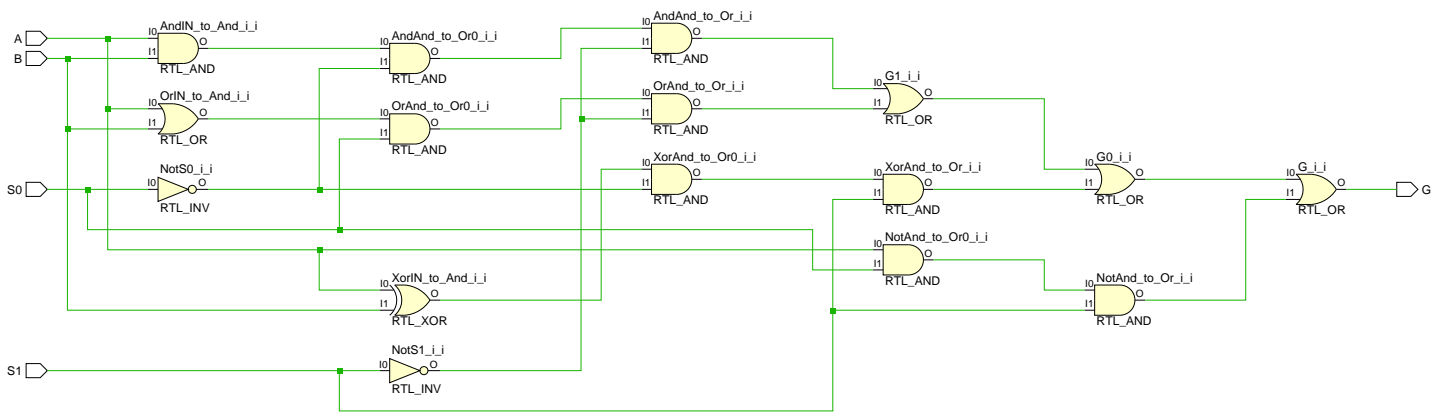 AndIN_to_And_i_i
I0
I1
O
RTL_AND
A
B
AndAnd_to_Or0_i_i
I0
I1
O
RTL_AND
AndAnd_to_Or_i_i
I0
I1
O
RTL_AND
OrIN_to_And_i_i
I0
I1
O
RTL_OR
OrAnd_to_Or0_i_i
I0
I1
O
RTL_AND
OrAnd_to_Or_i_i
I0
I1
O
RTL_AND
G1_i_i
I0
I1
O
RTL_OR
S0
NotS0_i_i
I0
O
RTL_INV
XorAnd_to_Or0_i_i
I0
I1
O
RTL_AND
XorAnd_to_Or_i_i
I0
I1
O
RTL_AND
G0_i_i
I0
I1
O
RTL_OR
G_i_i
I0
I1
O
RTL_OR
G
NotAnd_to_Or0_i_i
I0
I1
O
RTL_AND
XorIN_to_And_i_i
I0
I1
O
RTL_XOR
NotAnd_to_Or_i_i
I0
I1
O
RTL_AND
S1
NotS1_i_i
I0
O
RTL_INV